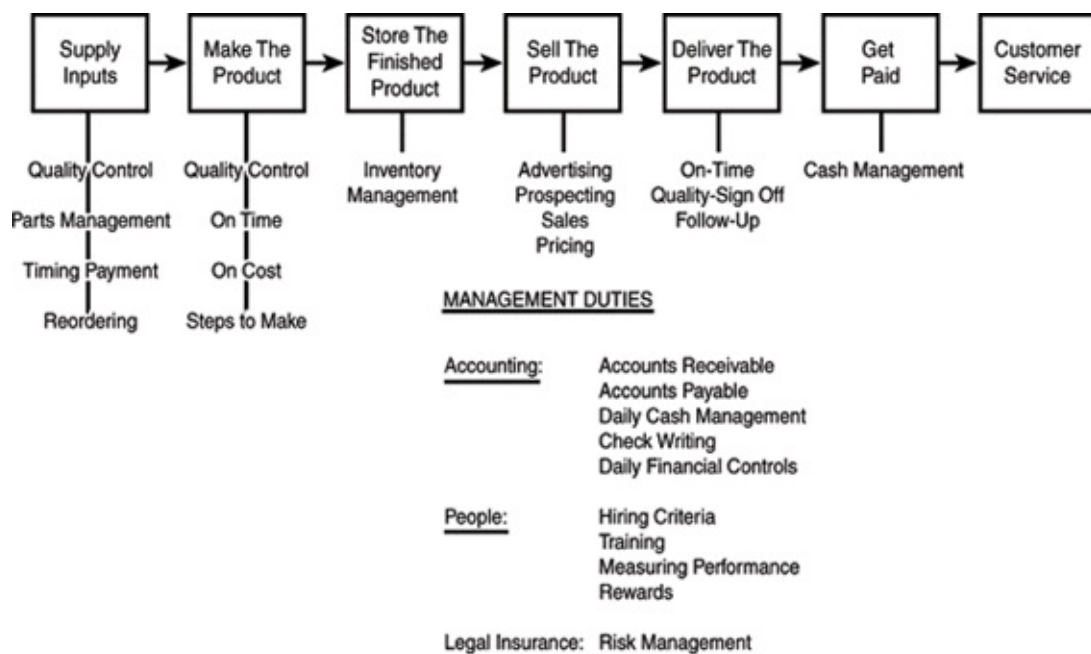 Supply
Inputs
Make The
Product
Store The
Finished
Product
Sell The
Product
Deliver The
Product
Get
Paid
Customer
Service
Quality Control
Parts Management
Timing Payment
Reordering
Quality Control
On Time
On Cost
Steps to Make
Inventory
Management
Advertising
Prospecting
Sales
Pricing
On-Time
Quality-Sign Off
Follow-Up
Cash Management
MANAGEMENT DUTIES
Accounting: Accounts Receivable
Accounts Payable
Daily Cash Management
Check Writing
Daily Financial Controls
People: Hiring Criteria
Training
Measuring Performance
Rewards
Legal Insurance: Risk Management